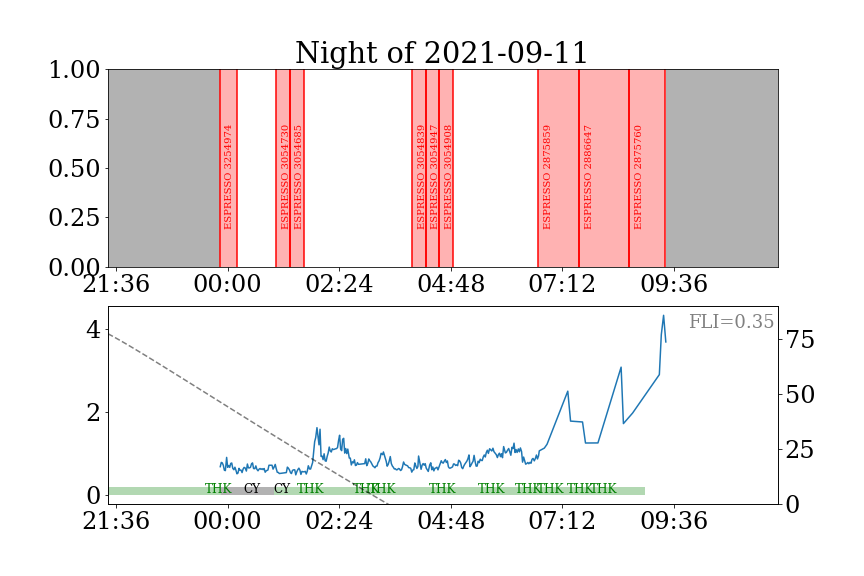 Night of 2021-09-11
1.00
0.75
0.50
0.25
0.00
ESPRESSO 3254974
ESPRESSO 3054730
ESPRESSO 3054685
ESPRESSO 3054839
ESPRESSO 3054947
ESPRESSO 3054908
ESPRESSO 2875859
ESPRESSO 2886647
ESPRESSO 2875760
21:36 00:00 02:24 04:48 07:12 09:36
FLI=0.35
4
2
0
75
50
25
0
THK CY CY THK THK THK THK THK THK THK THK THK
21:36 00:00 02:24 04:48 07:12 09:36